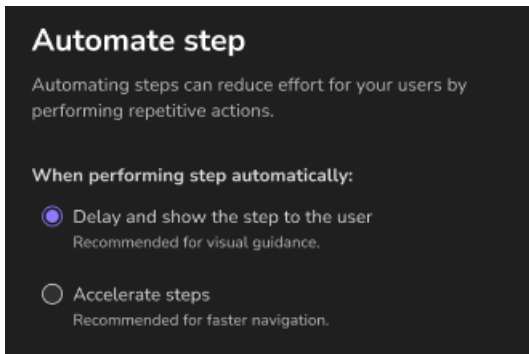 Automate step
Automating steps can reduce effort for your users by
performing repetitive actions.
When performing step automatically:
Delay and show the step to the user
Recommended for visual guidance.
Accelerate steps
Recommended for faster navigation.